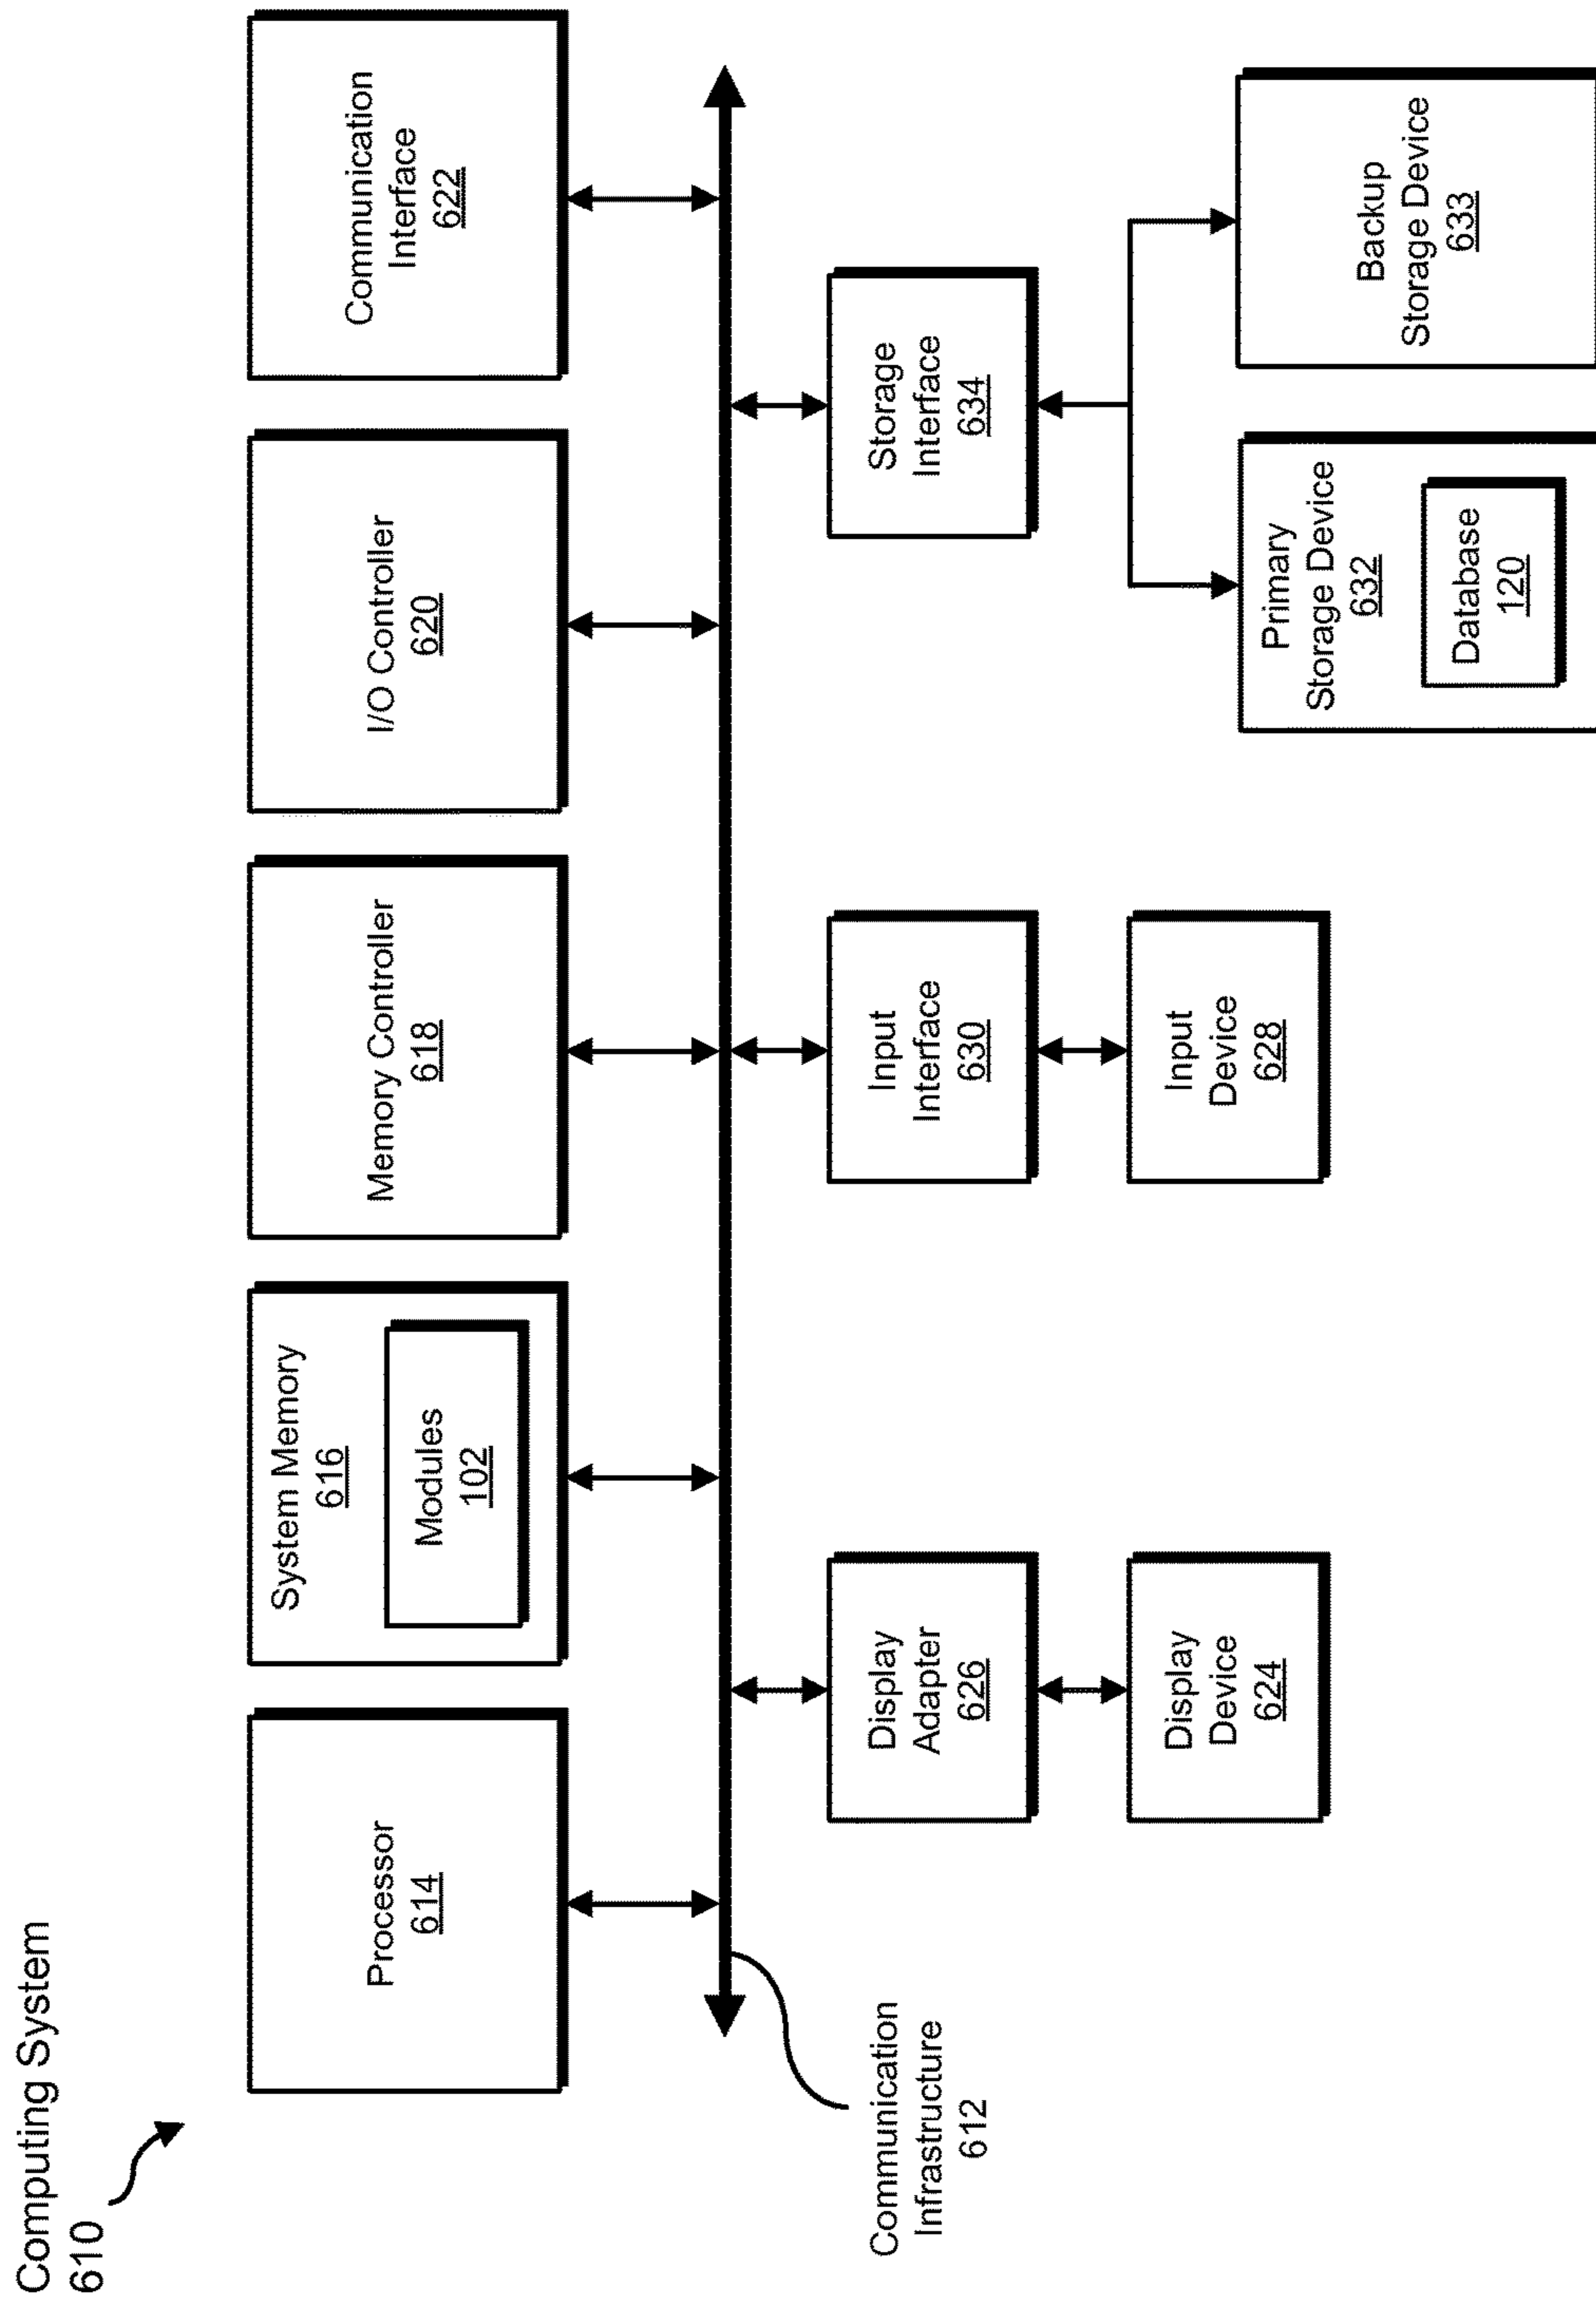 Computing System
610
Processor
614
System Memory
616
Modules
102
Memory Controller
618
I/O Controller
620
Communication
Interface
622
Communication
Infrastructure
612
Display
Adapter
626
Input
Interface
630
Storage
Interface
634
Display
Device
624
Input
Device
628
Primary
Storage Device
632
Database
120
Backup
Storage Device
633